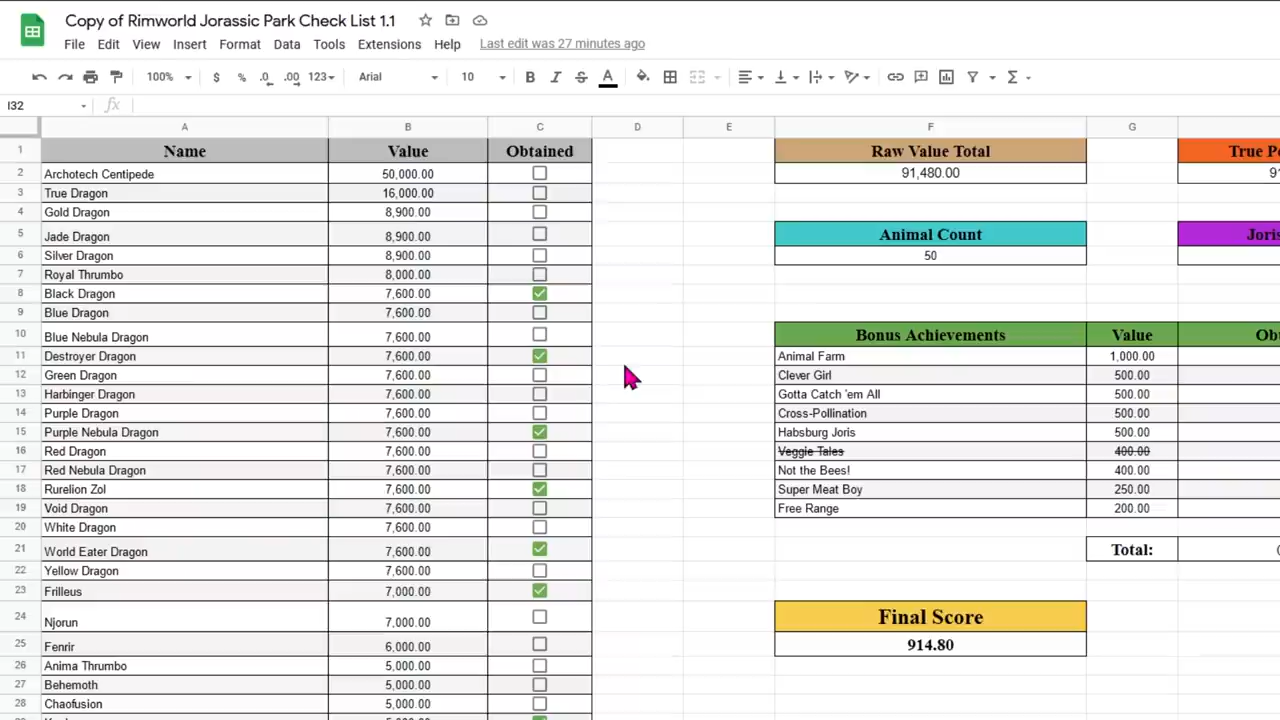 Copy of Rimworld Jorassic Park Check List 1.1
File Edit View Insert Format Data Tools Extensions Help Last edit was 27 minutes ago
100% $ % .0 .00 123 Arial 10 B I S A
I32 fx
A B C D E F G
1 Name Value Obtained Raw Value Total True Po
2 Archotech Centipede 50,000.00 91,480.00 91
3 True Dragon 16,000.00
4 Gold Dragon 8,900.00
5 Jade Dragon 8,900.00 Animal Count Joris
6 Silver Dragon 8,900.00 50
7 Royal Thrumbo 8,000.00
8 Black Dragon 7,600.00
9 Blue Dragon 7,600.00
10 Blue Nebula Dragon 7,600.00 Bonus Achievements Value Obt
11 Destroyer Dragon 7,600.00 Animal Farm 1,000.00
12 Green Dragon 7,600.00 Clever Girl 500.00
13 Harbinger Dragon 7,600.00 Gotta Catch 'em All 500.00
14 Purple Dragon 7,600.00 Cross-Pollination 500.00
15 Purple Nebula Dragon 7,600.00 Habsburg Joris 500.00
16 Red Dragon 7,600.00 Veggie Tales 400.00
17 Red Nebula Dragon 7,600.00 Not the Bees! 400.00
18 Rurelion Zol 7,600.00 Super Meat Boy 250.00
19 Void Dragon 7,600.00 Free Range 200.00
20 White Dragon 7,600.00
21 World Eater Dragon 7,600.00 Total:
22 Yellow Dragon 7,600.00
23 Frilleus 7,000.00
24 Njorun 7,000.00 Final Score
25 Fenrir 6,000.00 914.80
26 Anima Thrumbo 5,000.00
27 Behemoth 5,000.00
28 Chaofusion 5,000.00